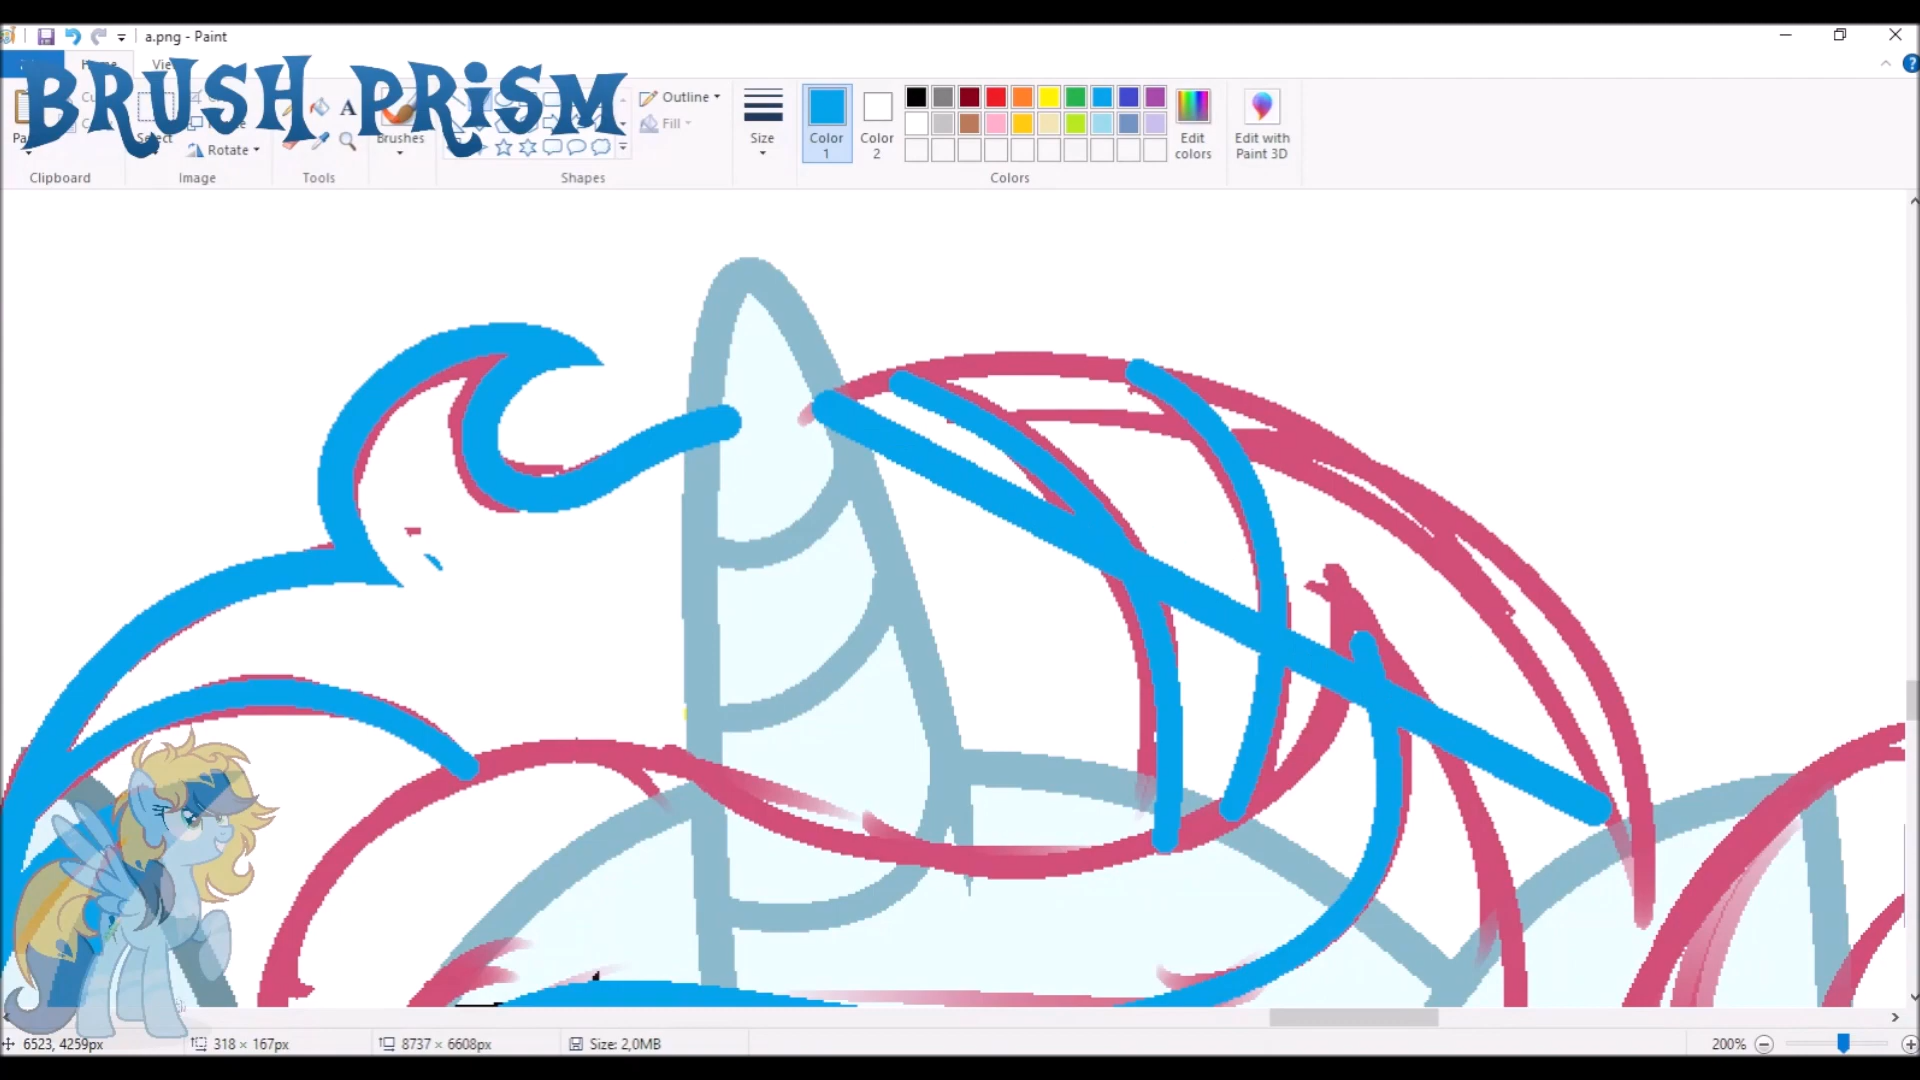 a.png - Paint
BRUSH PRISM
Select
Rotate
Brushes
Outline
Fill
Size
Color 1
Color 2
Edit colors
Edit with Paint 3D
Clipboard
Image
Tools
Shapes
Colors
6523, 4259px
318 × 167px
8737 × 6608px
Size: 2,0MB
200%